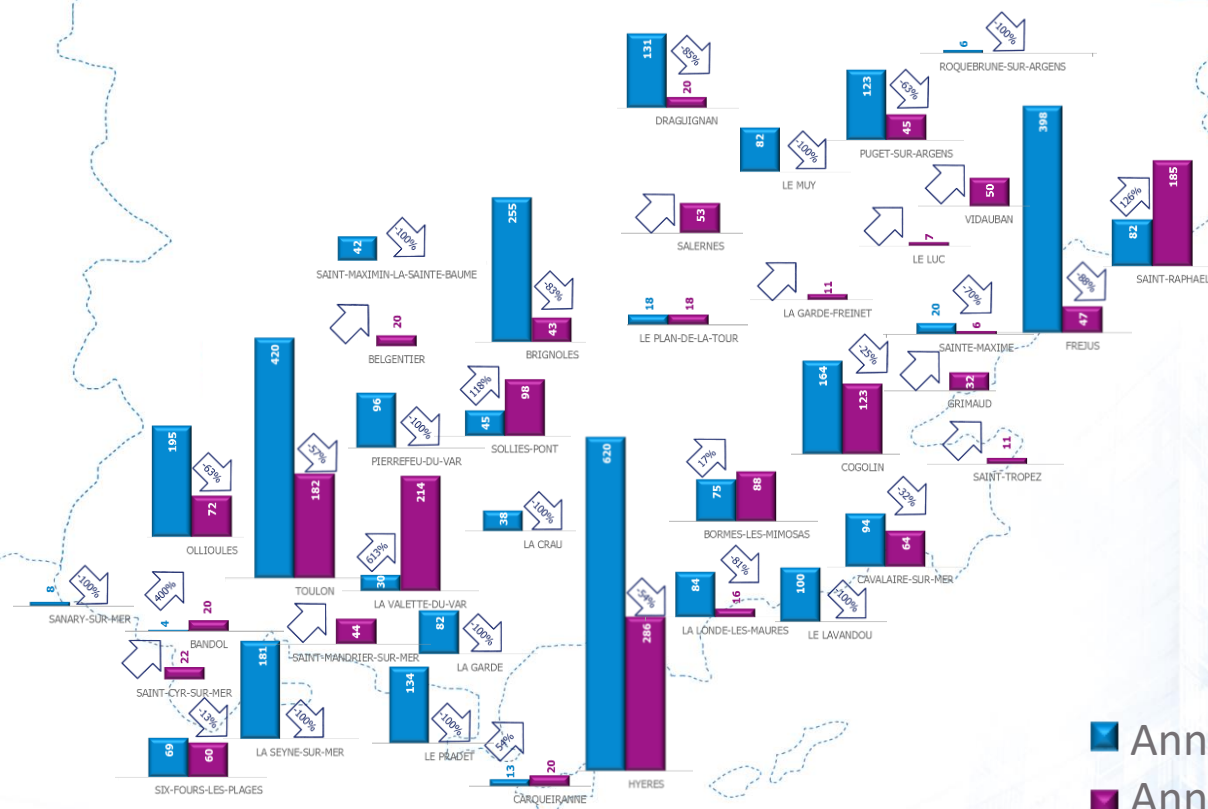 6
-100%
ROQUEBRUNE-SUR-ARGENS
131
-85%
20
DRAGUIGNAN
123
-63%
45
PUGET-SUR-ARGENS
398
-88%
47
FREJUS
82
-100%
LE MUY
50
VIDAUBAN
126%
185
82
SAINT-RAPHAEL
53
SALERNES
7
LE LUC
42
-100%
SAINT-MAXIMIN-LA-SAINTE-BAUME
255
-83%
43
BRIGNOLES
11
LA GARDE-FREINET
18
18
LE PLAN-DE-LA-TOUR
20
-70%
6
SAINTE-MAXIME
20
BELGENTIER
420
-57%
182
TOULON
96
-100%
PIERREFEU-DU-VAR
118%
45
98
SOLLIES-PONT
164
-25%
123
COGOLIN
32
GRIMAUD
11
SAINT-TROPEZ
195
-63%
72
OLLIOULES
620
-54%
286
HYERES
17%
75
88
BORMES-LES-MIMOSAS
613%
30
214
LA VALETTE-DU-VAR
38
-100%
LA CRAU
94
-32%
64
CAVALAIRE-SUR-MER
84
-81%
16
LA LONDE-LES-MAURES
100
-100%
LE LAVANDOU
8
-100%
SANARY-SUR-MER
400%
4
20
BANDOL
44
SAINT-MANDRIER-SUR-MER
82
-100%
LA GARDE
22
SAINT-CYR-SUR-MER
181
-100%
LA SEYNE-SUR-MER
134
-100%
LE PRADET
-13%
69
60
SIX-FOURS-LES-PLAGES
54%
13
20
CARQUEIRANNE
Ann
Ann